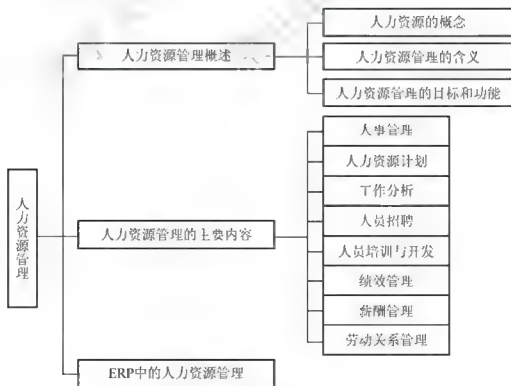 人力资源管理
人力资源管理概述
人力资源的概念
人力资源管理的含义
人力资源管理的目标和功能
人力资源管理的主要内容
人事管理
人力资源计划
工作分析
人员招聘
人员培训与开发
绩效管理
薪酬管理
劳动关系管理
ERP中的人力资源管理